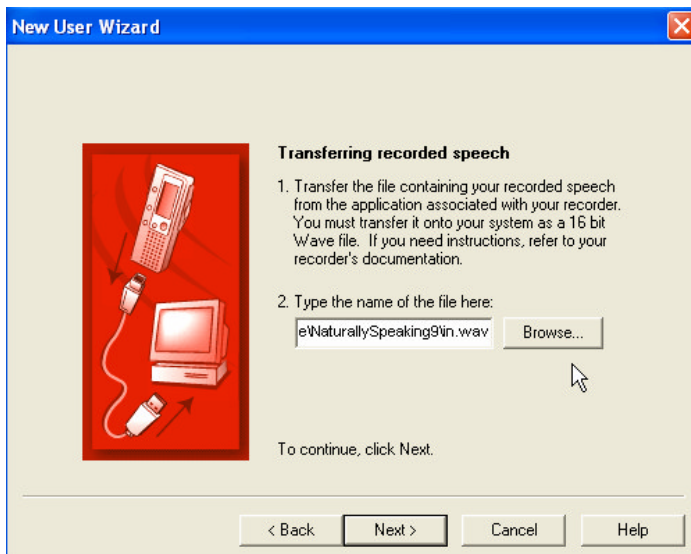 New User Wizard
Transferring recorded speech
1. Transfer the file containing your recorded speech
from the application associated with your recorder.
You must transfer it onto your system as a 16 bit
Wave file. If you need instructions, refer to your
recorder's documentation.
2. Type the name of the file here:
e\NaturallySpeaking9\in.wav Browse...
To continue, click Next.
< Back Next > Cancel Help